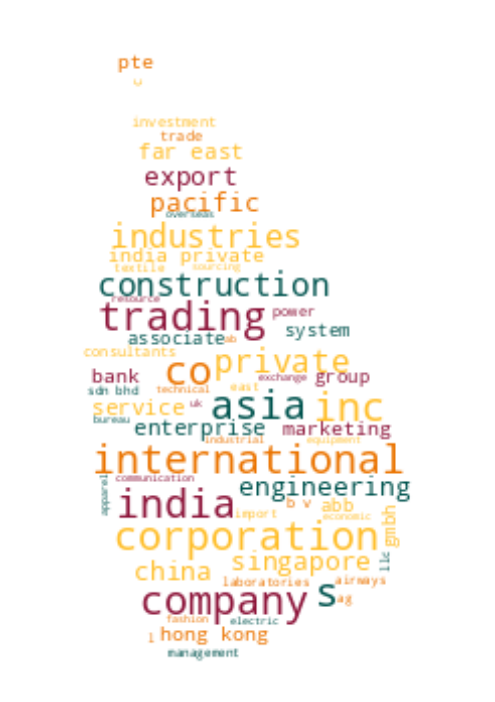 pte
u
investment
trade
far east
export
pacific
overseas
industries
india private
textile sourcing
construction
resource
trading power
system
associate ab
consultants
private
co
bank exchange group
sdn bhd technical east
asia inc
service uk
bureau
enterprise marketing
industrial equipment
international
communication
apparel
engineering
india b v abb
import economic
corporation gmbh
singapore llc
china
laboratories airways
company s ag
fashion electric
l hong kong
management